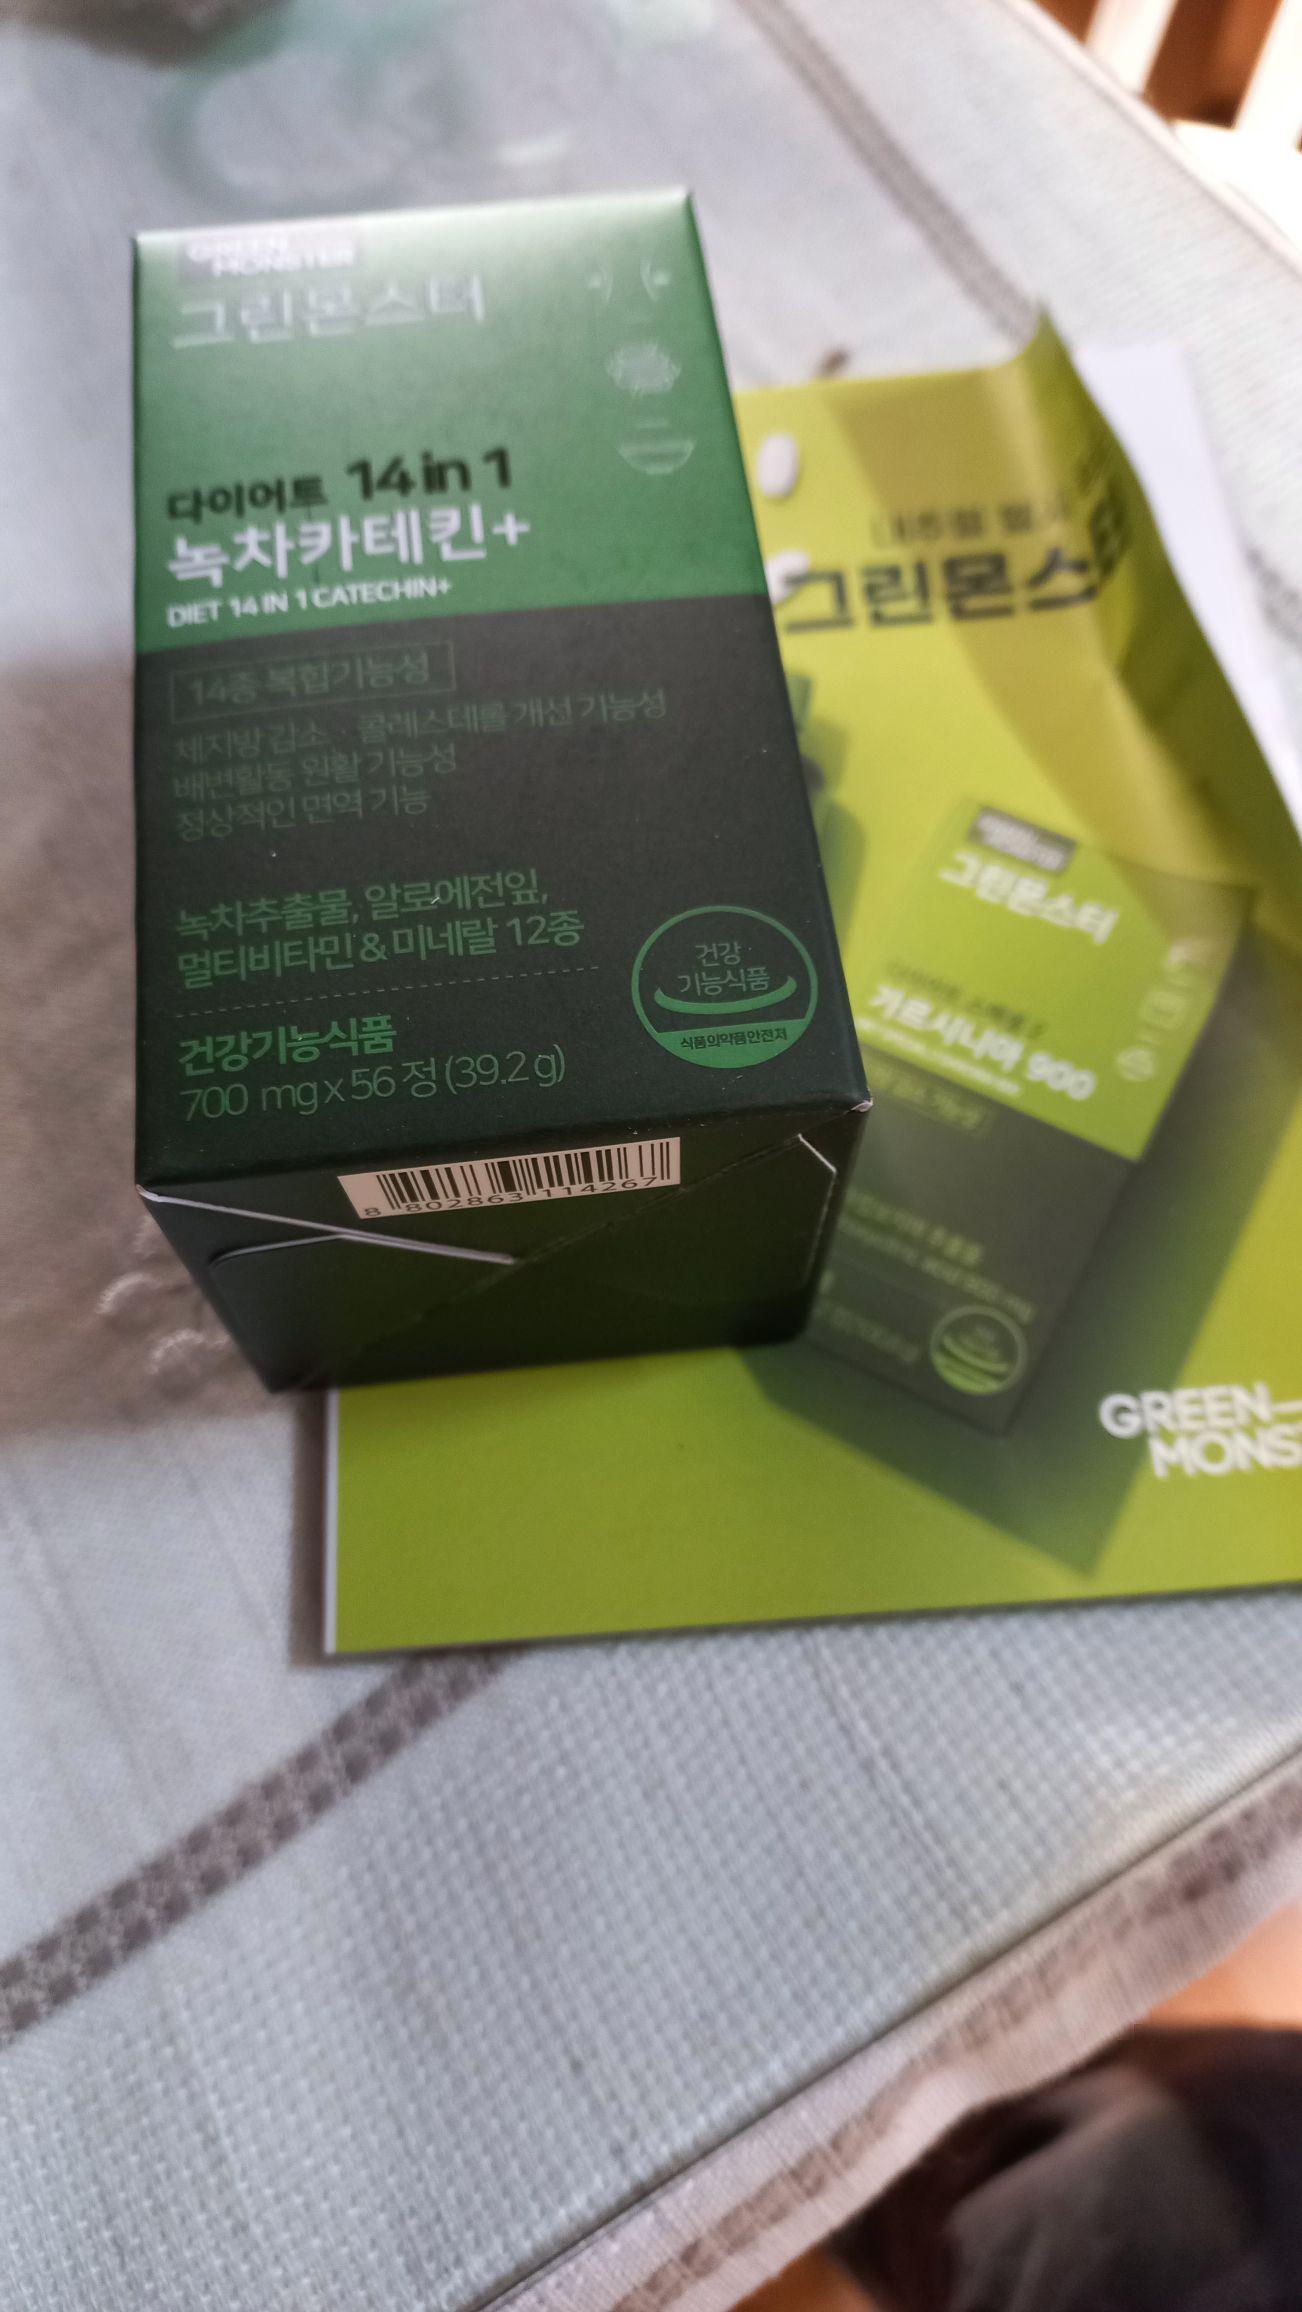 GREEN
MONSTER
그린몬스터
다이어트 14 in 1
녹차카테킨+
DIET 14 IN 1 CATECHIN+
14종 복합기능성
체지방 감소 · 콜레스테롤 개선 기능성
배변활동 원활 기능성
정상적인 면역 기능
녹차추출물, 알로에전잎,
멀티비타민 & 미네랄 12종
건강기능식품
700 mg x 56 정 (39.2 g)
건강
기능식품
식품의약품안전처
8 802863 114267
그린몬스터
그린몬스터
가르시니아 900
GREEN
MONS